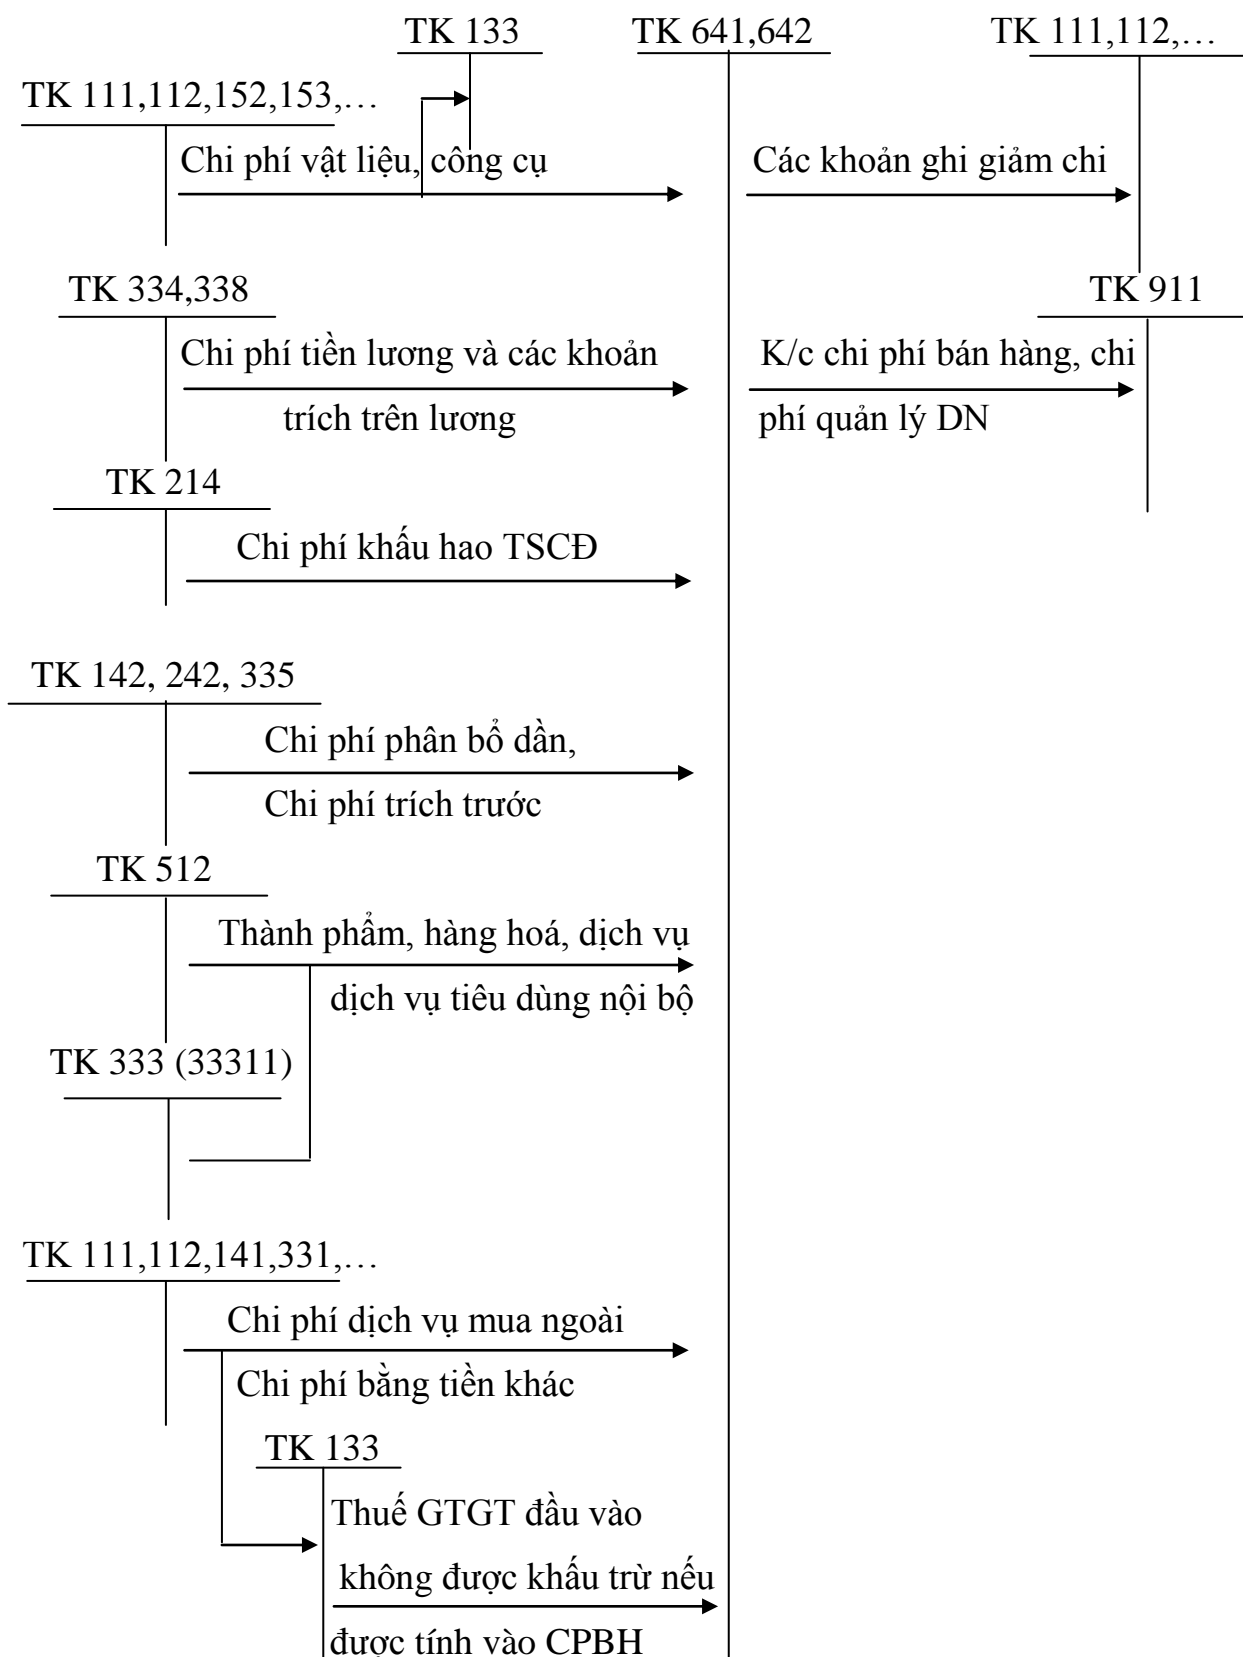 TK 133
TK 641,642
TK 111,112,…
TK 111,112,152,153,…
Chi phí vật liệu, công cụ
Các khoản ghi giảm chi
TK 334,338
TK 911
Chi phí tiền lương và các khoản
trích trên lương
K/c chi phí bán hàng, chi
phí quản lý DN
TK 214
Chi phí khấu hao TSCĐ
TK 142, 242, 335
Chi phí phân bổ dần,
Chi phí trích trước
TK 512
Thành phẩm, hàng hoá, dịch vụ
dịch vụ tiêu dùng nội bộ
TK 333 (33311)
TK 111,112,141,331,…
Chi phí dịch vụ mua ngoài
Chi phí bằng tiền khác
TK 133
Thuế GTGT đầu vào
không được khấu trừ nếu
được tính vào CPBH